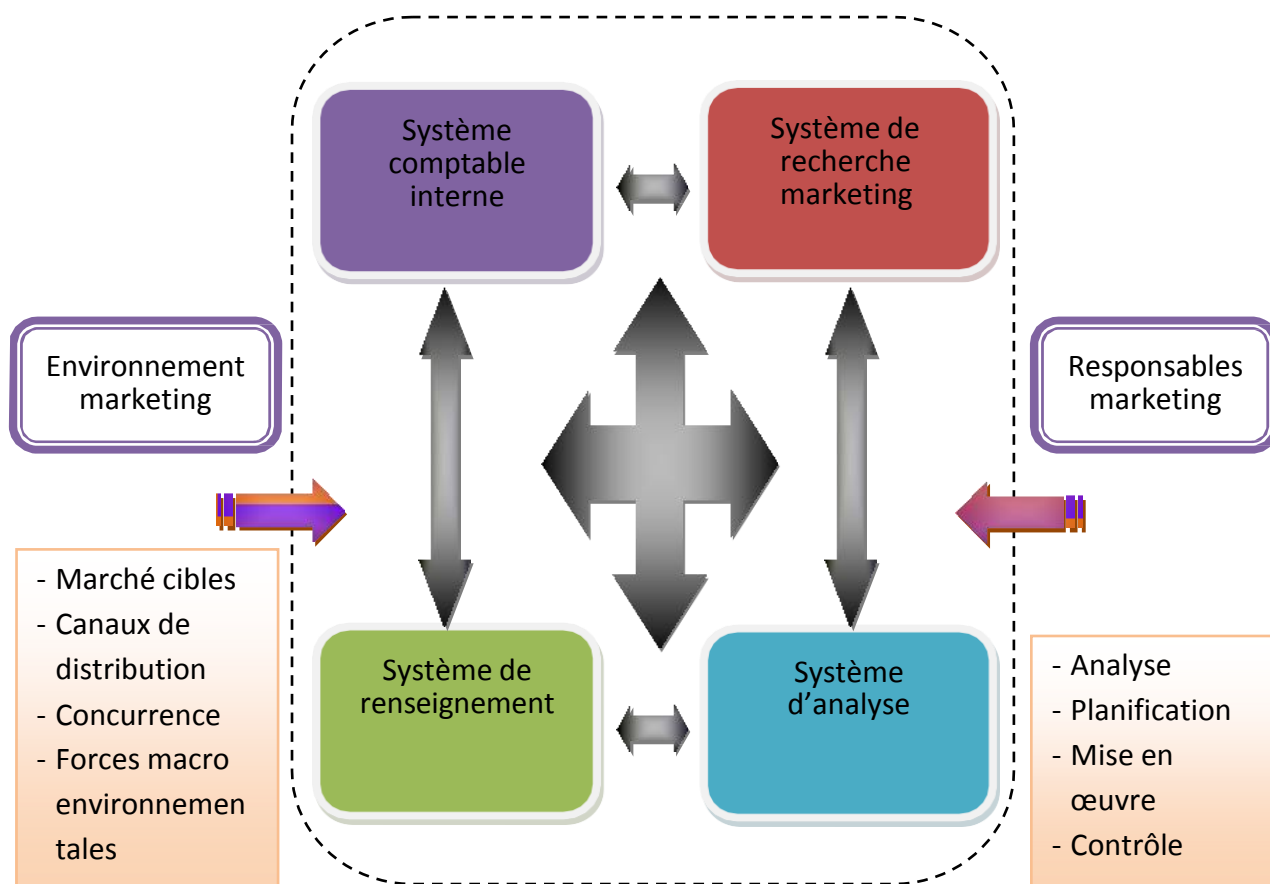 Système
comptable
interne
Système de
recherche
marketing
Environnement
marketing
Responsables
marketing
- Marché cibles
- Canaux de
distribution
- Concurrence
- Forces macro
environnemen
tales
Système de
renseignement
Système
d’analyse
- Analyse
- Planification
- Mise en
œuvre
- Contrôle